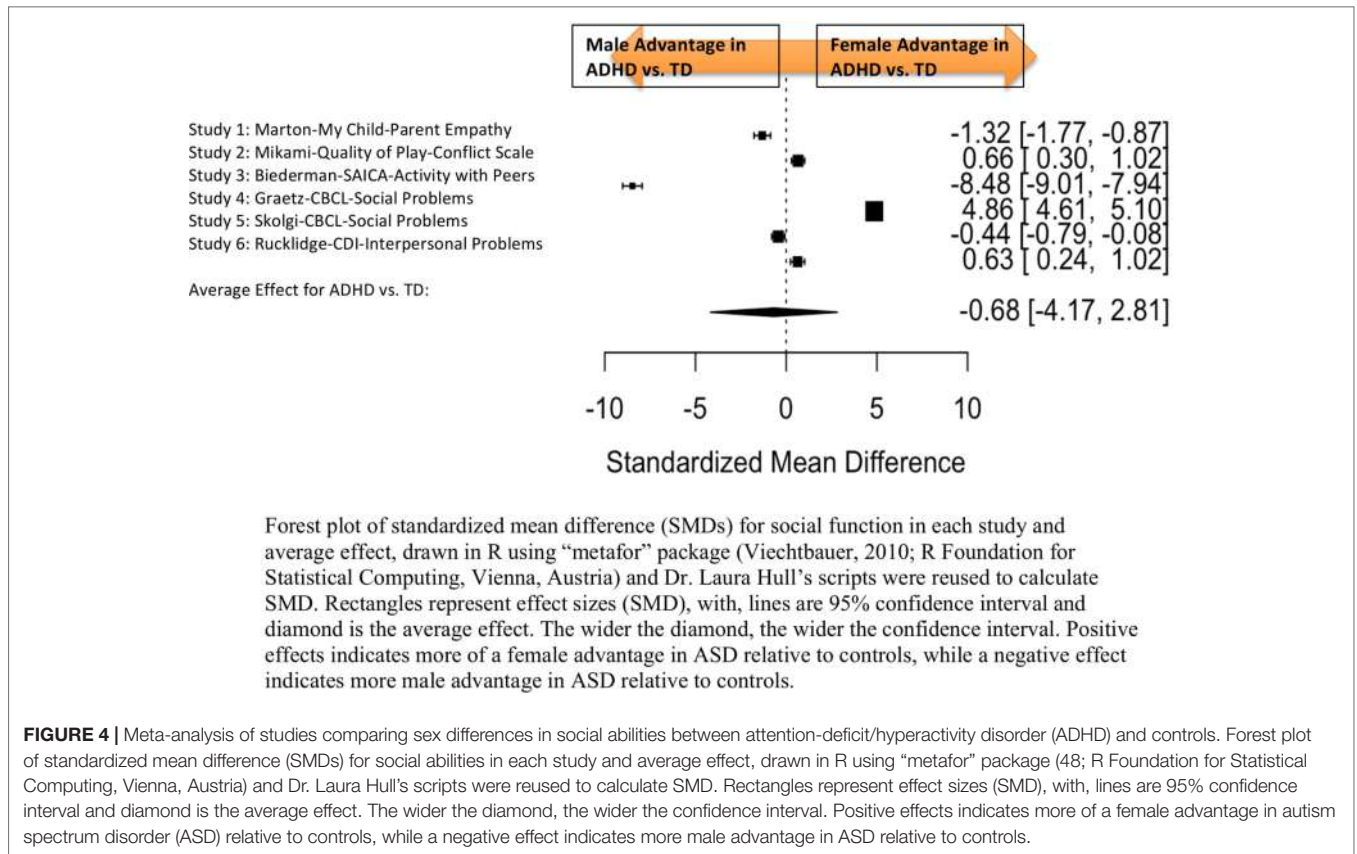 Male Advantage in
ADHD vs. TD
Female Advantage in
ADHD vs. TD
Study 1: Marton-My Child-Parent Empathy
-1.32 [-1.77, -0.87]
Study 2: Mikami-Quality of Play-Conflict Scale
0.66 [ 0.30, 1.02]
Study 3: Biederman-SAICA-Activity with Peers
-8.48 [-9.01, -7.94]
Study 4: Graetz-CBCL-Social Problems
4.86 [ 4.61, 5.10]
Study 5: Skolgi-CBCL-Social Problems
-0.44 [-0.79, -0.08]
Study 6: Rucklidge-CDI-Interpersonal Problems
0.63 [ 0.24, 1.02]
Average Effect for ADHD vs. TD:
-0.68 [-4.17, 2.81]
-10 -5 0 5 10
Standardized Mean Difference
Forest plot of standardized mean difference (SMDs) for social function in each study and
average effect, drawn in R using “metafor” package (Viechtbauer, 2010; R Foundation for
Statistical Computing, Vienna, Austria) and Dr. Laura Hull’s scripts were reused to calculate
SMD. Rectangles represent effect sizes (SMD), with, lines are 95% confidence interval and
diamond is the average effect. The wider the diamond, the wider the confidence interval. Positive
effects indicates more of a female advantage in ASD relative to controls, while a negative effect
indicates more male advantage in ASD relative to controls.
FIGURE 4 | Meta-analysis of studies comparing sex differences in social abilities between attention-deficit/hyperactivity disorder (ADHD) and controls. Forest plot
of standardized mean difference (SMDs) for social abilities in each study and average effect, drawn in R using “metafor” package (48; R Foundation for Statistical
Computing, Vienna, Austria) and Dr. Laura Hull’s scripts were reused to calculate SMD. Rectangles represent effect sizes (SMD), with, lines are 95% confidence
interval and diamond is the average effect. The wider the diamond, the wider the confidence interval. Positive effects indicates more of a female advantage in autism
spectrum disorder (ASD) relative to controls, while a negative effect indicates more male advantage in ASD relative to controls.